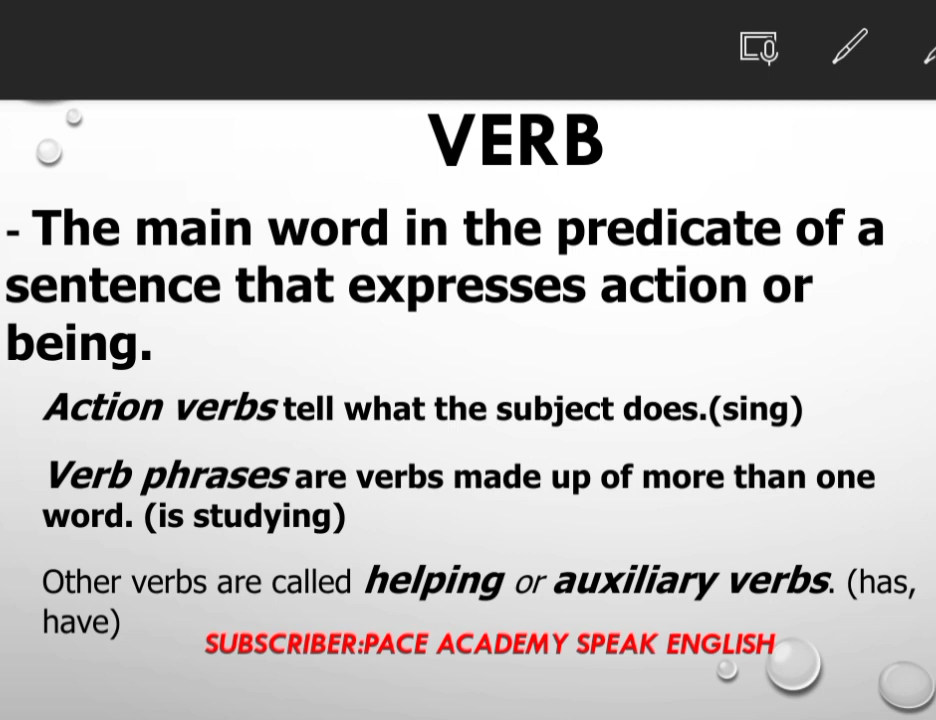 VERB
- The main word in the predicate of a
sentence that expresses action or
being.
Action verbs tell what the subject does.(sing)
Verb phrases are verbs made up of more than one
word. (is studying)
Other verbs are called helping or auxiliary verbs. (has,
have)
SUBSCRIBER:PACE ACADEMY SPEAK ENGLISH